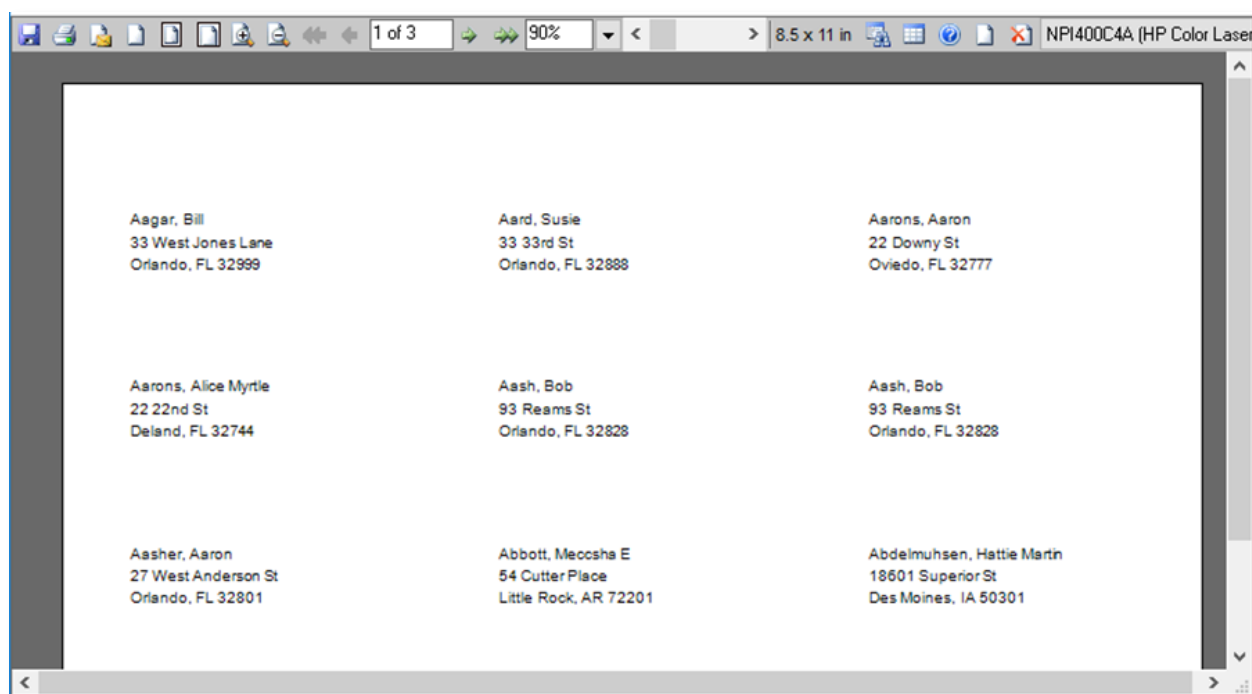 1 of 3 90% 8.5 x 11 in NPI400C4A (HP Color Laser
Aagar, Bill
33 West Jones Lane
Orlando, FL 32999
Aard, Susie
33 33rd St
Orlando, FL 32888
Aarons, Aaron
22 Downy St
Oviedo, FL 32777
Aarons, Alice Myrtle
22 22nd St
Deland, FL 32744
Aash, Bob
93 Reams St
Orlando, FL 32828
Aash, Bob
93 Reams St
Orlando, FL 32828
Aasher, Aaron
27 West Anderson St
Orlando, FL 32801
Abbott, Meccsha E
54 Cutter Place
Little Rock, AR 72201
Abdelmuhsen, Hattie Martin
18601 Superior St
Des Moines, IA 50301